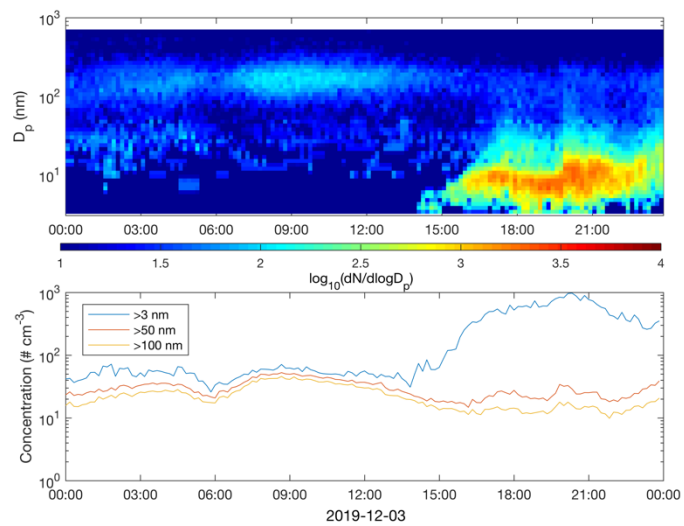 10³
10²
10¹
D_p (nm)
00:00 03:00 06:00 09:00 12:00 15:00 18:00 21:00
1 1.5 2 2.5 3 3.5 4
log₁₀(dN/dlogD_p)
10³
10²
10¹
10⁰
Concentration (# cm⁻³)
>3 nm
>50 nm
>100 nm
00:00 03:00 06:00 09:00 12:00 15:00 18:00 21:00 00:00
2019-12-03